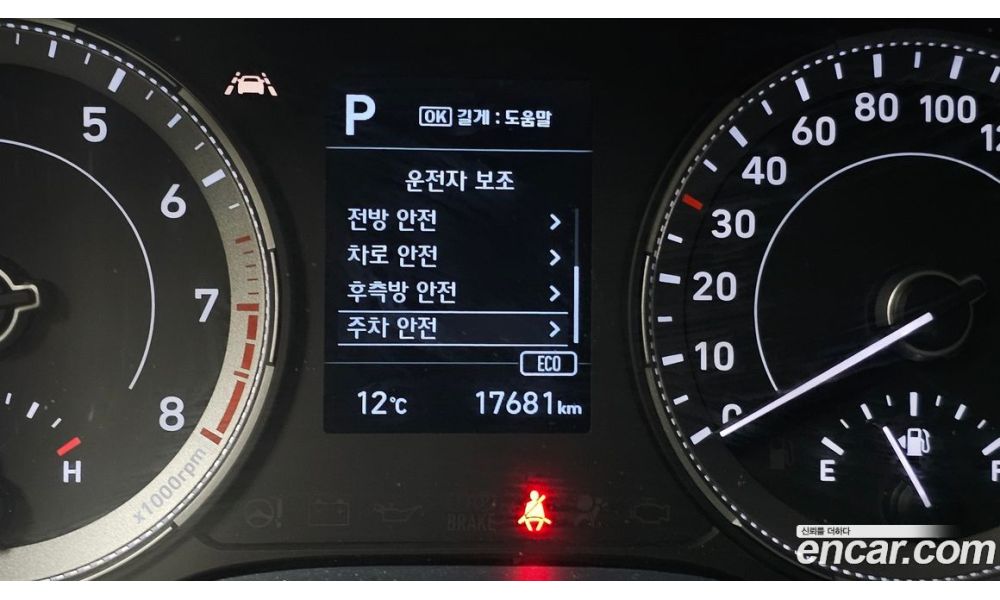 5
6
7
8
H
x1000rpm
P
OK 길게 : 도움말
운전자 보조
전방 안전
차로 안전
후측방 안전
주차 안전
ECO
12℃
17681km
BRAKE
0
10
20
30
40
60
80
100
E
신뢰를 더하다
encar.com